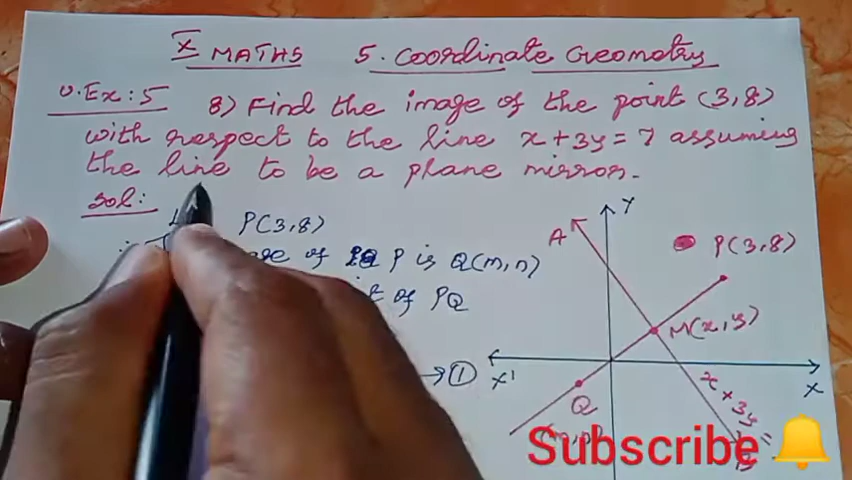 X MATHS 5. Coordinate Geometry
U.Ex:5 8) Find the image of the point (3,8)
with respect to the line x+3y=7 assuming
the line to be a plane mirror.
Sol:
P(3,8)
of P is Q(m,n)
of PQ
→ ①
Y
A
P(3,8)
M(x,y)
X'
X
Q
x+3y=
Subscribe